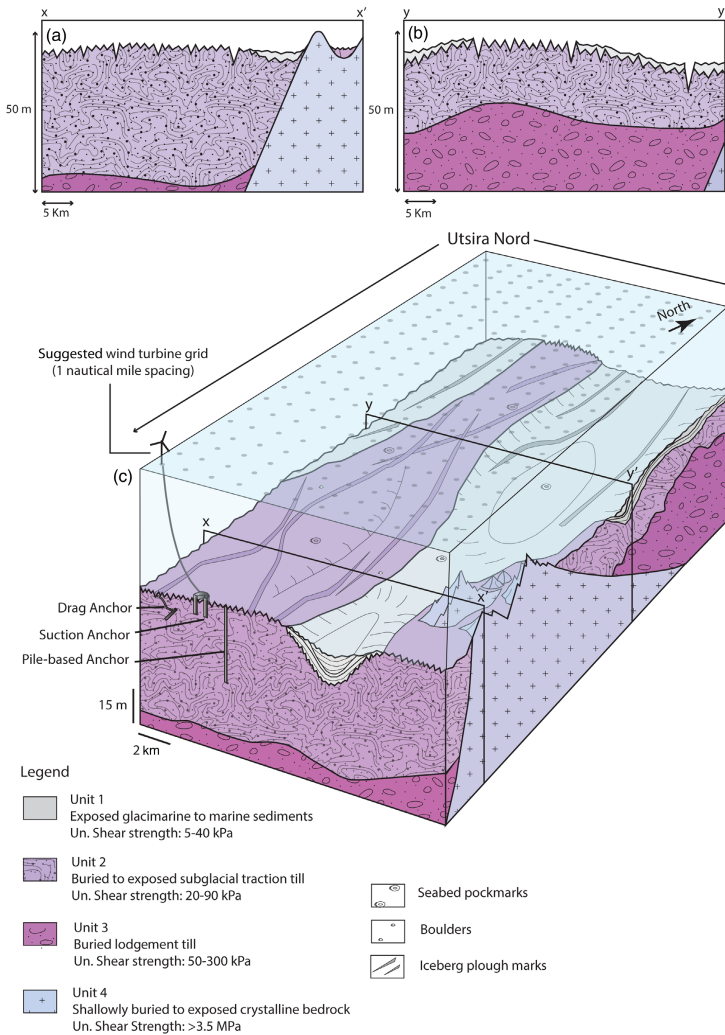 x
x'
(a)
50 m
5 Km
y
y
(b)
50 m
5 Km
Utsira Nord
North
Suggested wind turbine grid
(1 nautical mile spacing)
(c)
y
y'
x
x'
Drag Anchor
Suction Anchor
Pile-based Anchor
15 m
2 km
Legend
Unit 1
Exposed glacimarine to marine sediments
Un. Shear strength: 5-40 kPa
Unit 2
Buried to exposed subglacial traction till
Un. Shear strength: 20-90 kPa
Unit 3
Buried lodgement till
Un. Shear strength: 50-300 kPa
Unit 4
Shallowly buried to exposed crystalline bedrock
Un. Shear Strength: >3.5 MPa
Seabed pockmarks
Boulders
Iceberg plough marks